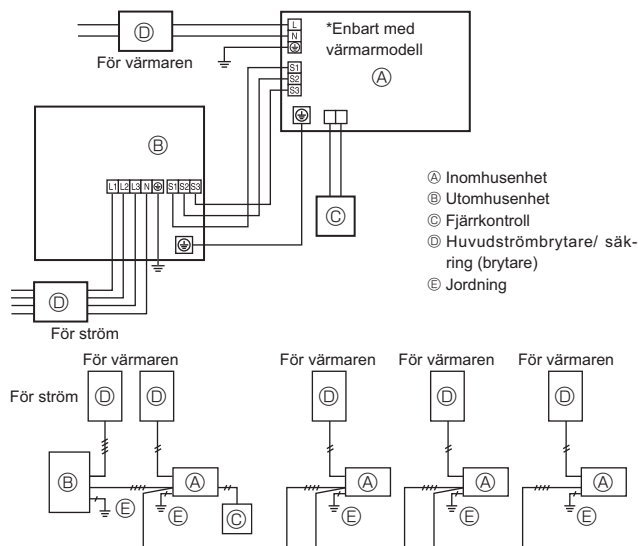 Ⓓ
För värmaren
L
N
*Enbart med
värmarmodell
Ⓐ
S1
S2
S3
Ⓑ
L1 L2 L3 N S1 S2 S3
Ⓒ
Ⓓ
För ström
Ⓐ Inomhusenhet
Ⓑ Utomhusenhet
Ⓒ Fjärrkontroll
Ⓓ Huvudströmbrytare/ säk-
ring (brytare)
Ⓔ Jordning
För värmaren För värmaren För värmaren För värmaren
För ström
Ⓓ Ⓓ Ⓓ Ⓓ Ⓓ
Ⓑ Ⓐ Ⓐ Ⓐ Ⓐ
Ⓔ Ⓔ Ⓒ Ⓔ Ⓔ Ⓔ